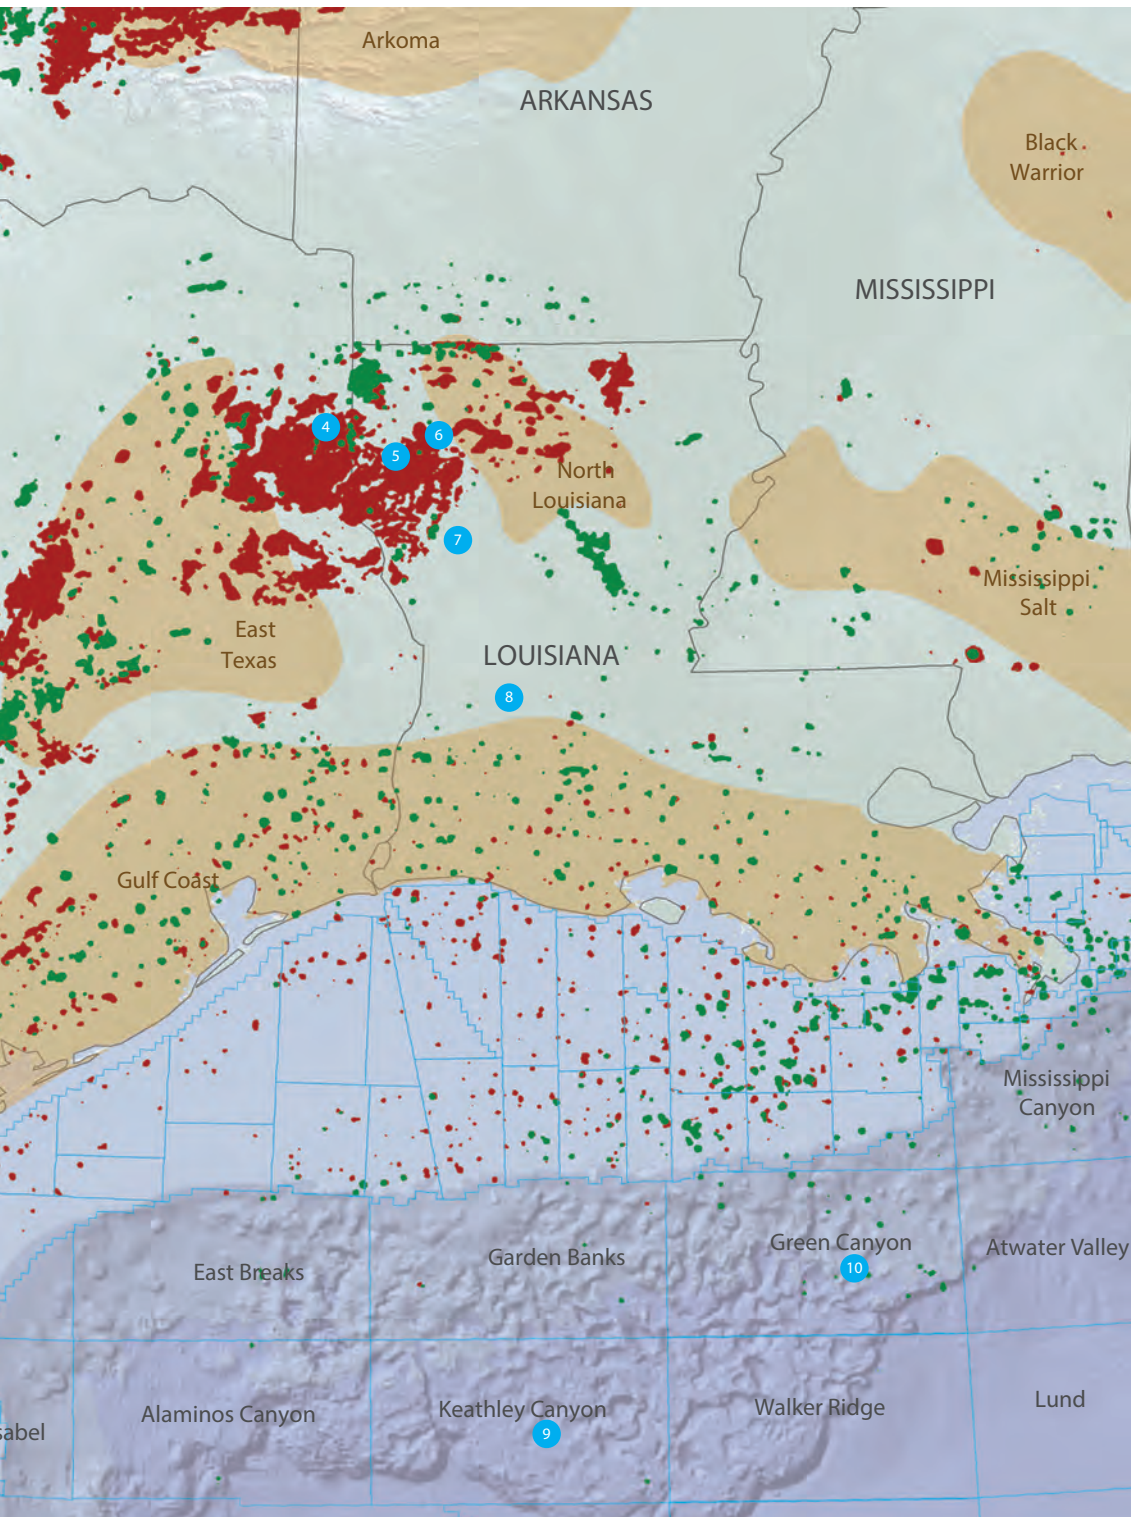 Arkoma
ARKANSAS
Black
Warrior
MISSISSIPPI
4
6
5
North
Louisiana
7
Mississippi
Salt
East
Texas
LOUISIANA
8
Gulf Coast
Mississippi
Canyon
Green Canyon
Atwater Valley
Garden Banks
10
East Breaks
Lund
Walker Ridge
Keathley Canyon
Alaminos Canyon
sabel
9